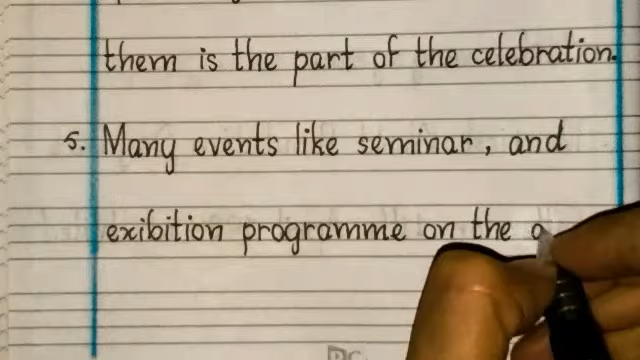 them is the part of the celebration.
5. Many events like seminar, and
exibition programme on the